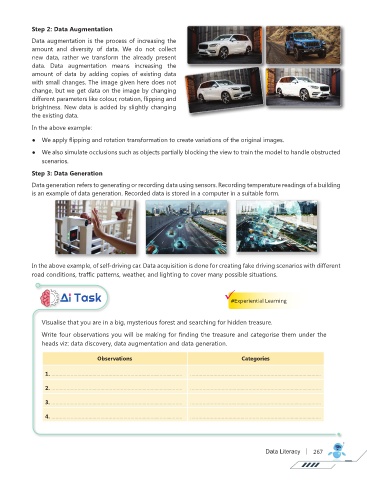 Step 2: Data Augmentation
Data augmentation is the process of increasing the
amount and diversity of data. We do not collect
new data, rather we transform the already present
data. Data augmentation means increasing the
amount of data by adding copies of existing data
with small changes. The image given here does not
change, but we get data on the image by changing
different parameters like colour, rotation, flipping and
brightness. New data is added by slightly changing
the existing data.
In the above example:
● We apply flipping and rotation transformation to create variations of the original images.
● We also simulate occlusions such as objects partially blocking the view to train the model to handle obstructed
scenarios.
Step 3: Data Generation
Data generation refers to generating or recording data using sensors. Recording temperature readings of a building
is an example of data generation. Recorded data is stored in a computer in a suitable form.
In the above example, of self-driving car. Data acquisition is done for creating fake driving scenarios with different
road conditions, traffic patterns, weather, and lighting to cover many possible situations.
Ai Task
#Experiential Learning
Visualise that you are in a big, mysterious forest and searching for hidden treasure.
Write four observations you will be making for finding the treasure and categorise them under the
heads viz: data discovery, data augmentation and data generation.
Observations Categories
1.
2.
3.
4.
Data Literacy | 267